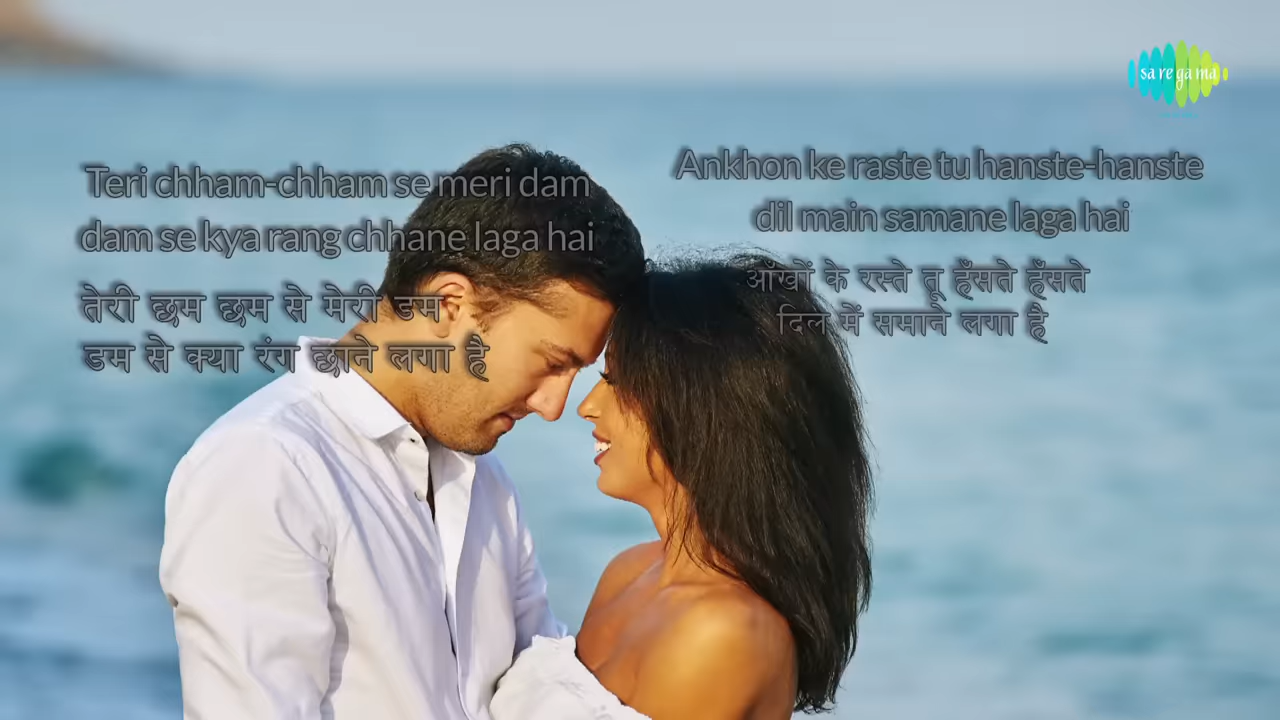 sa re ga ma
Teri chham-chham se meri dam
dam se kya rang chhane laga hai
तेरी छम छम से मेरी डम
डम से क्या रंग छाने लगा है
Ankhon ke raste tu hanste-hanste
dil main samane laga hai
आँखों के रस्ते तू हँसते हँसते
दिल में समाने लगा है